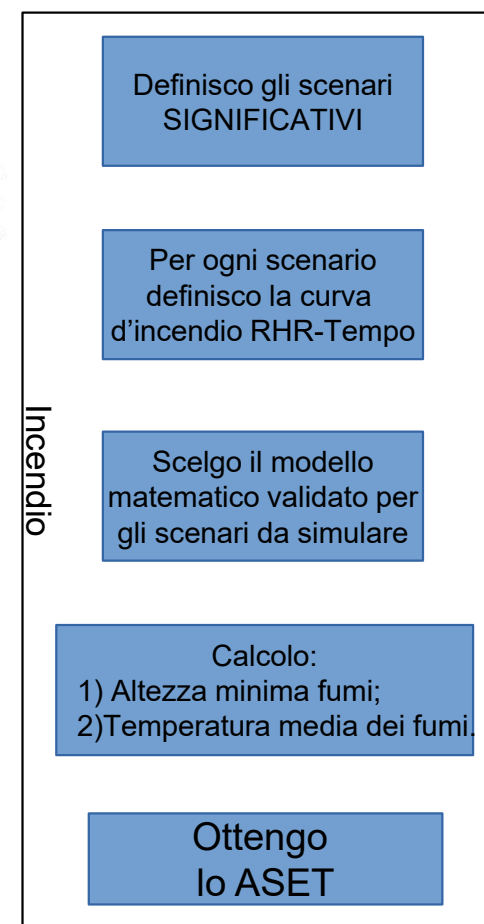 Definisco gli scenari
SIGNIFICATIVI
Per ogni scenario
definisco la curva
d'incendio RHR-Tempo
Incendio
Scelgo il modello
matematico validato per
gli scenari da simulare
Calcolo:
1) Altezza minima fumi;
2)Temperatura media dei fumi.
Ottengo
lo ASET